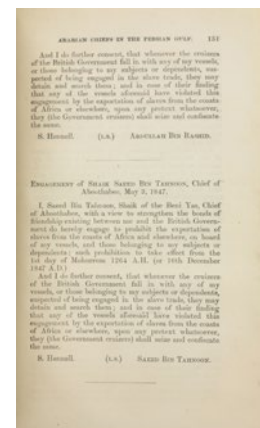 ARABIAN CHIEFS IN THE PERSIAN GULF. 151
And I do further consent, that whenever the cruizers
of the British Government fall in with any of my vessels,
or those belonging to my subjects or dependents, sus-
pected of being engaged in the slave trade, they may
detain and search them; and in case of their finding
that any of the vessels aforesaid have violated this
engagement by the exportation of slaves from the coasts
of Africa or elsewhere, upon any pretext whatsoever,
they (the Government cruizers) shall seize and confiscate
the same.
S. Hennell. (L.S.) ABDULLAH BIN RASHID.
ENGAGEMENT OF SHAIK SAEED BIN TAHNOON, Chief of
Aboothabee, May 3, 1847.
I, Saeed Bin Tahnoon, Shaik of the Beni Yas, Chief
of Aboothabee, with a view to strengthen the bonds of
friendship existing between me and the British Govern-
ment do hereby engage to prohibit the exportation of
slaves from the coasts of Africa and elsewhere, on board
of my vessels, and those belonging to my subjects or
dependents; such prohibition to take effect from the
1st day of Mohurrem 1264 A.H. (or 10th December
1847 A.D.)
And I do further consent, that whenever the cruizers
of the British Government fall in with any of my
vessels, or those belonging to my subjects or dependents,
suspected of being engaged in the slave trade, they may
detain and search them; and in case of their finding
that any of the vessels aforesaid have violated this
engagement by the exportation of slaves from the coasts
of Africa or elsewhere, upon any pretext whatsoever,
they (the Government cruizers) shall seize and confiscate
the same.
S. Hennell. (L.S.) SAEED BIN TAHNOON.